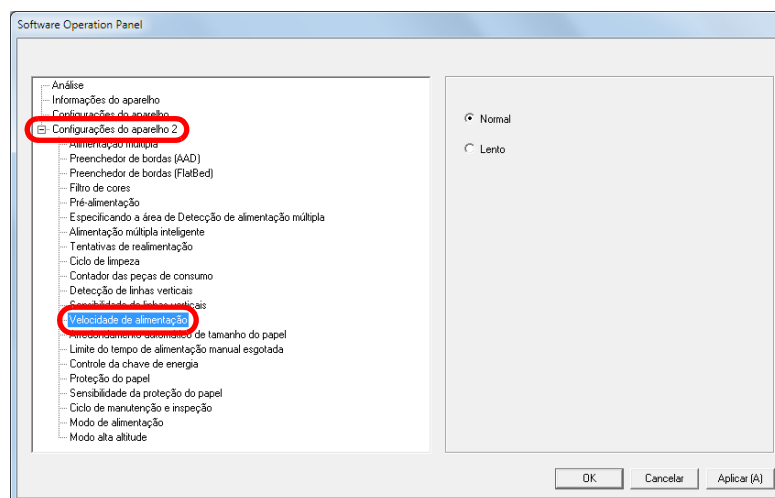 Software Operation Panel
Análise
Informações do aparelho
Configurações do aparelho
Configurações do aparelho 2
Alimentação múltipla
Preenchedor de bordas (AAD)
Preenchedor de bordas (FlatBed)
Filtro de cores
Pré-alimentação
Especificando a área de Detecção de alimentação múltipla
Alimentação múltipla inteligente
Tentativas de realimentação
Ciclo de limpeza
Contador das peças de consumo
Detecção de linhas verticais
Sensibilidade de linhas verticais
Velocidade de alimentação
Arredondamento automático de tamanho do papel
Limite do tempo de alimentação manual esgotada
Controle da chave de energia
Proteção do papel
Sensibilidade da proteção do papel
Ciclo de manutenção e inspeção
Modo de alimentação
Modo alta altitude
Normal
Lento
OK
Cancelar
Aplicar (A)